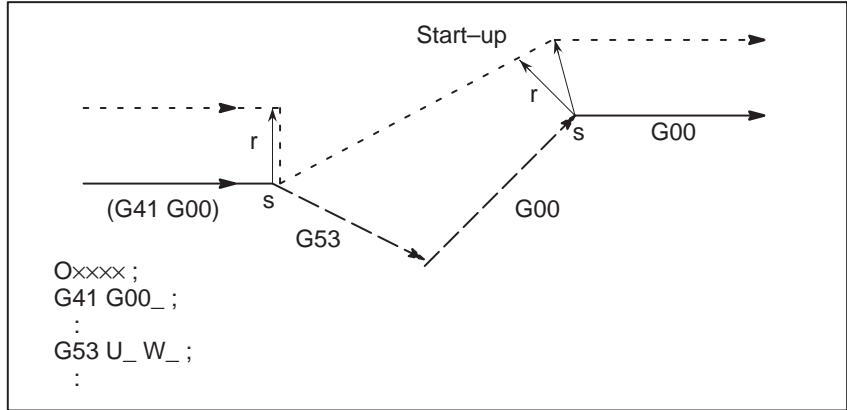 Start–up
r
r
s
G00
(G41 G00)
s
G00
G53
O×××× ;
G41 G00_ ;
:
G53 U_ W_ ;
: